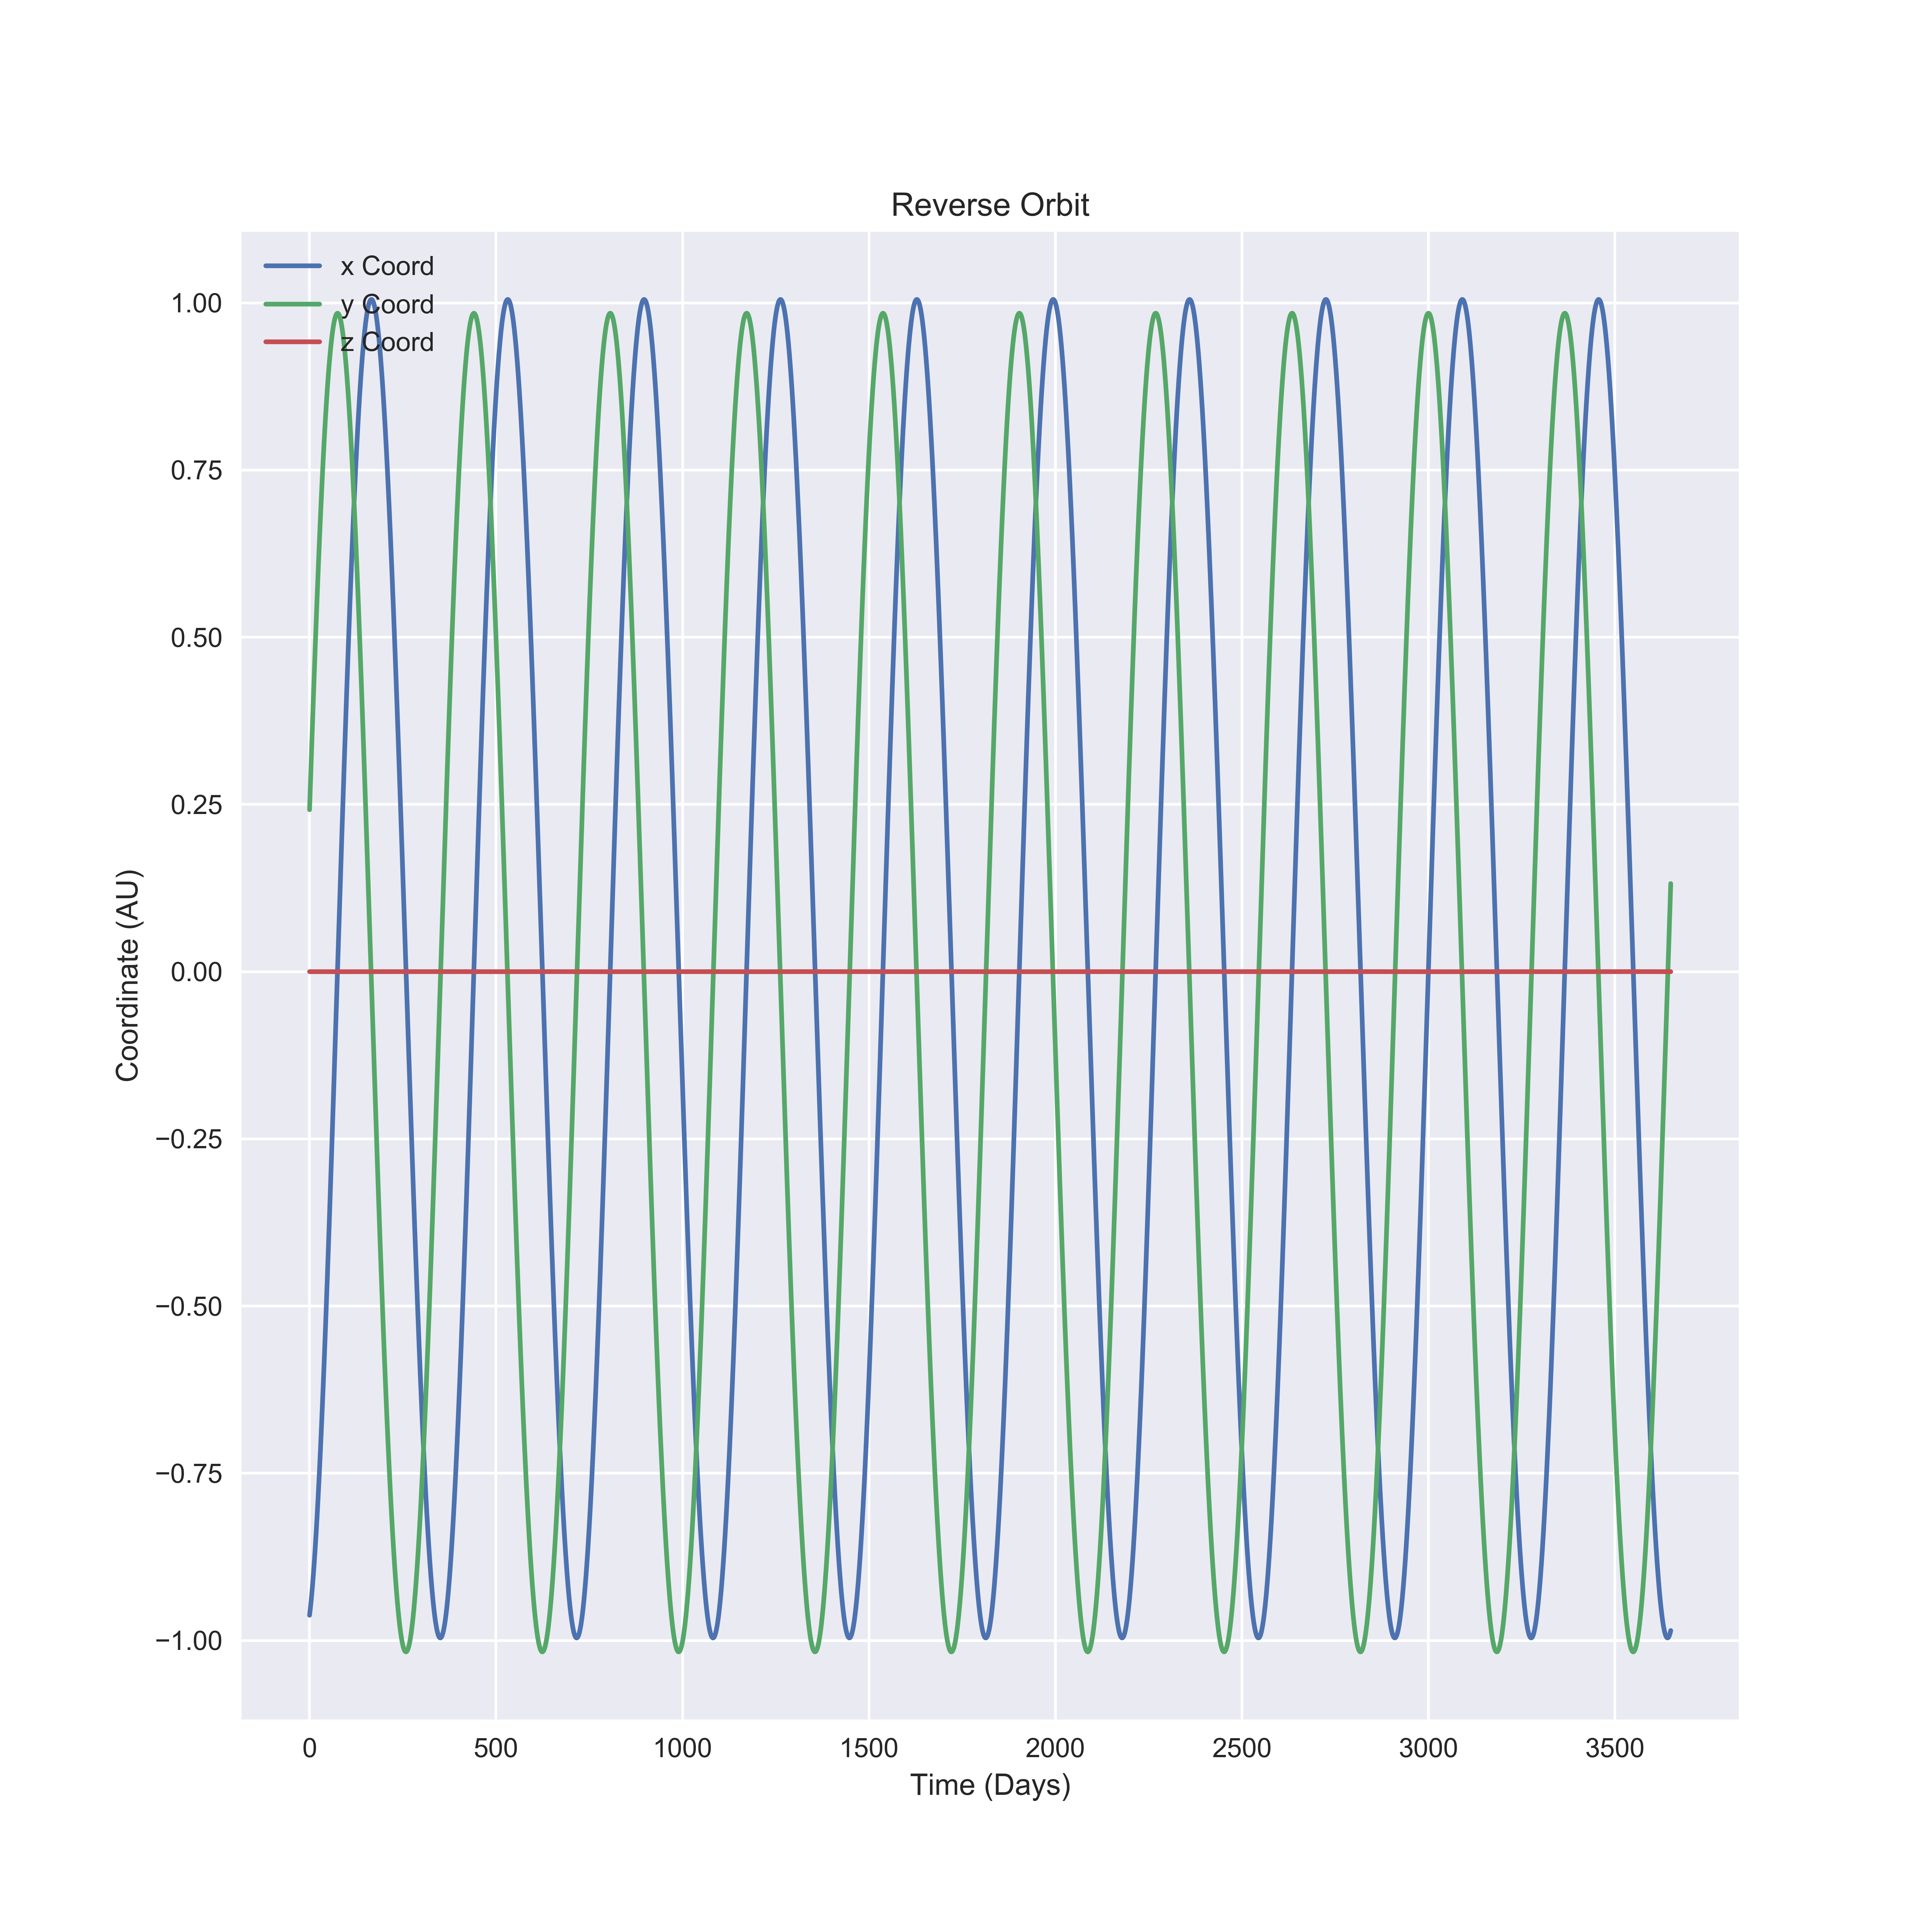 Reverse Orbit
x Coord
y Coord
z Coord
1.00
0.75
0.50
0.25
0.00
−0.25
−0.50
−0.75
−1.00
Coordinate (AU)
0 500 1000 1500 2000 2500 3000 3500
Time (Days)